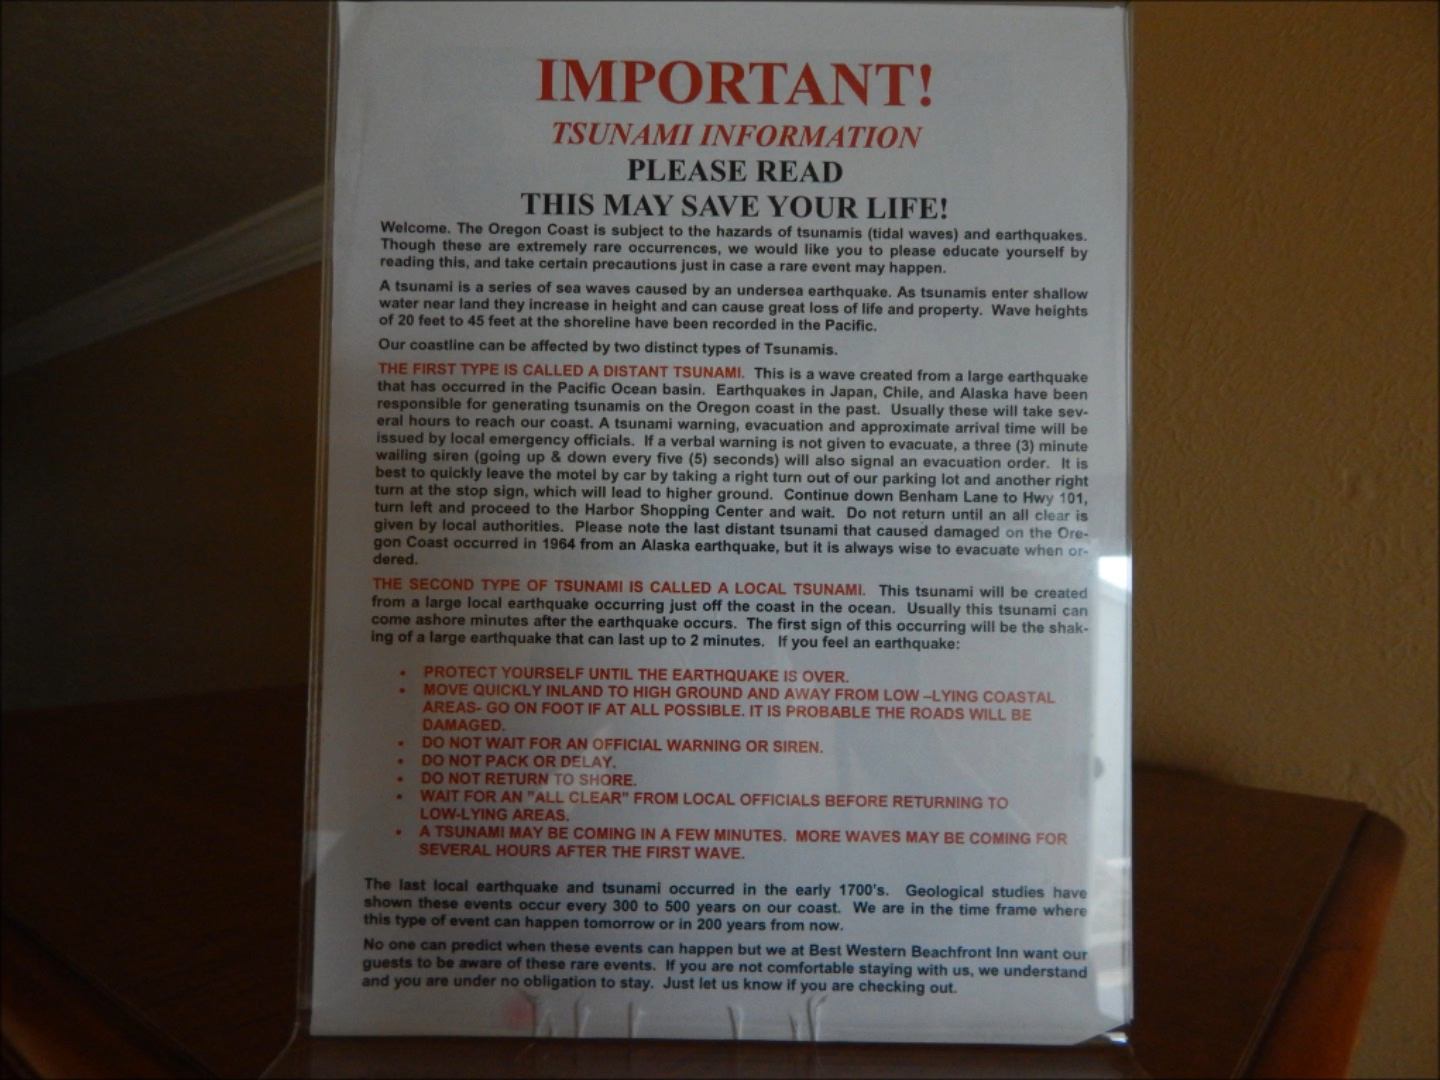 IMPORTANT!
TSUNAMI INFORMATION
PLEASE READ
THIS MAY SAVE YOUR LIFE!
Welcome. The Oregon Coast is subject to the hazards of tsunamis (tidal waves) and earthquakes.
Though these are extremely rare occurrences, we would like you to please educate yourself by
reading this, and take certain precautions just in case a rare event may happen.
A tsunami is a series of sea waves caused by an undersea earthquake. As tsunamis enter shallow
water near land they increase in height and can cause great loss of life and property. Wave heights
of 20 feet to 45 feet at the shoreline have been recorded in the Pacific.
Our coastline can be affected by two distinct types of Tsunamis.
THE FIRST TYPE IS CALLED A DISTANT TSUNAMI. This is a wave created from a large earthquake
that has occurred in the Pacific Ocean basin. Earthquakes in Japan, Chile, and Alaska have been
responsible for generating tsunamis on the Oregon coast in the past. Usually these will take sev-
eral hours to reach our coast. A tsunami warning, evacuation and approximate arrival time will be
issued by local emergency officials. If a verbal warning is not given to evacuate, a three (3) minute
wailing siren (going up & down every five (5) seconds) will also signal an evacuation order. It is
best to quickly leave the motel by car by taking a right turn out of our parking lot and another right
turn at the stop sign, which will lead to higher ground. Continue down Benham Lane to Hwy 101,
turn left and proceed to the Harbor Shopping Center and wait. Do not return until an all clear is
given by local authorities. Please note the last distant tsunami that caused damaged on the Ore-
gon Coast occurred in 1964 from an Alaska earthquake, but it is always wise to evacuate when or-
dered.
THE SECOND TYPE OF TSUNAMI IS CALLED A LOCAL TSUNAMI. This tsunami will be created
from a large local earthquake occurring just off the coast in the ocean. Usually this tsunami can
come ashore minutes after the earthquake occurs. The first sign of this occurring will be the shak-
ing of a large earthquake that can last up to 2 minutes. If you feel an earthquake:
• PROTECT YOURSELF UNTIL THE EARTHQUAKE IS OVER.
• MOVE QUICKLY INLAND TO HIGH GROUND AND AWAY FROM LOW –LYING COASTAL
AREAS- GO ON FOOT IF AT ALL POSSIBLE. IT IS PROBABLE THE ROADS WILL BE
DAMAGED.
• DO NOT WAIT FOR AN OFFICIAL WARNING OR SIREN.
• DO NOT PACK OR DELAY.
• DO NOT RETURN TO SHORE.
• WAIT FOR AN "ALL CLEAR" FROM LOCAL OFFICIALS BEFORE RETURNING TO
LOW-LYING AREAS.
• A TSUNAMI MAY BE COMING IN A FEW MINUTES. MORE WAVES MAY BE COMING FOR
SEVERAL HOURS AFTER THE FIRST WAVE.
The last local earthquake and tsunami occurred in the early 1700's. Geological studies have
shown these events occur every 300 to 500 years on our coast. We are in the time frame where
this type of event can happen tomorrow or in 200 years from now.
No one can predict when these events can happen but we at Best Western Beachfront Inn want our
guests to be aware of these rare events. If you are not comfortable staying with us, we understand
and you are under no obligation to stay. Just let us know if you are checking out.